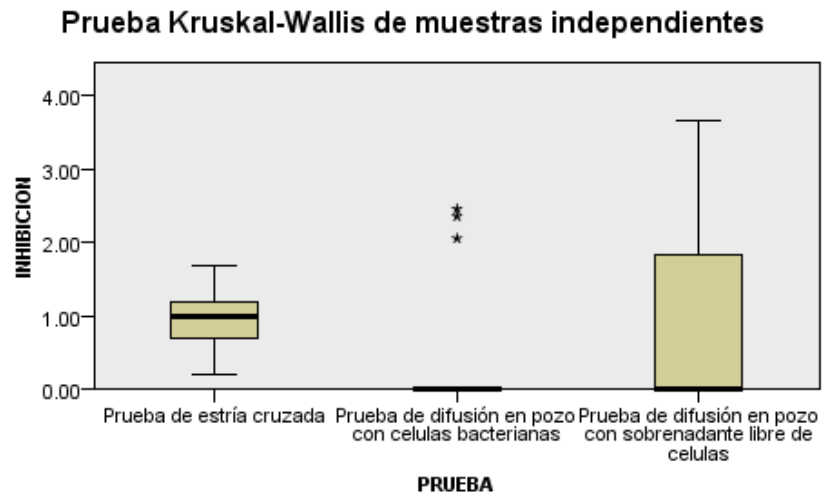 Prueba Kruskal-Wallis de muestras independientes
4.00
3.00
2.00
1.00
0.00
INHIBICION
Prueba de estría cruzada
Prueba de difusión en pozo
con celulas bacterianas
Prueba de difusión en pozo
con sobrenadante libre de
celulas
PRUEBA